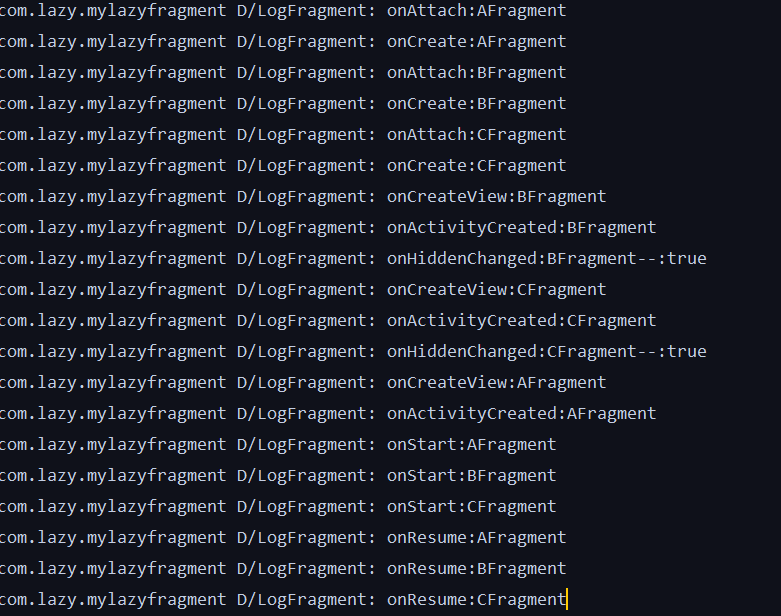 com.lazy.mylazyfragment D/LogFragment: onAttach:AFragment
com.lazy.mylazyfragment D/LogFragment: onCreate:AFragment
com.lazy.mylazyfragment D/LogFragment: onAttach:BFragment
com.lazy.mylazyfragment D/LogFragment: onCreate:BFragment
com.lazy.mylazyfragment D/LogFragment: onAttach:CFragment
com.lazy.mylazyfragment D/LogFragment: onCreate:CFragment
com.lazy.mylazyfragment D/LogFragment: onCreateView:BFragment
com.lazy.mylazyfragment D/LogFragment: onActivityCreated:BFragment
com.lazy.mylazyfragment D/LogFragment: onHiddenChanged:BFragment--:true
com.lazy.mylazyfragment D/LogFragment: onCreateView:CFragment
com.lazy.mylazyfragment D/LogFragment: onActivityCreated:CFragment
com.lazy.mylazyfragment D/LogFragment: onHiddenChanged:CFragment--:true
com.lazy.mylazyfragment D/LogFragment: onCreateView:AFragment
com.lazy.mylazyfragment D/LogFragment: onActivityCreated:AFragment
com.lazy.mylazyfragment D/LogFragment: onStart:AFragment
com.lazy.mylazyfragment D/LogFragment: onStart:BFragment
com.lazy.mylazyfragment D/LogFragment: onStart:CFragment
com.lazy.mylazyfragment D/LogFragment: onResume:AFragment
com.lazy.mylazyfragment D/LogFragment: onResume:BFragment
com.lazy.mylazyfragment D/LogFragment: onResume:CFragment